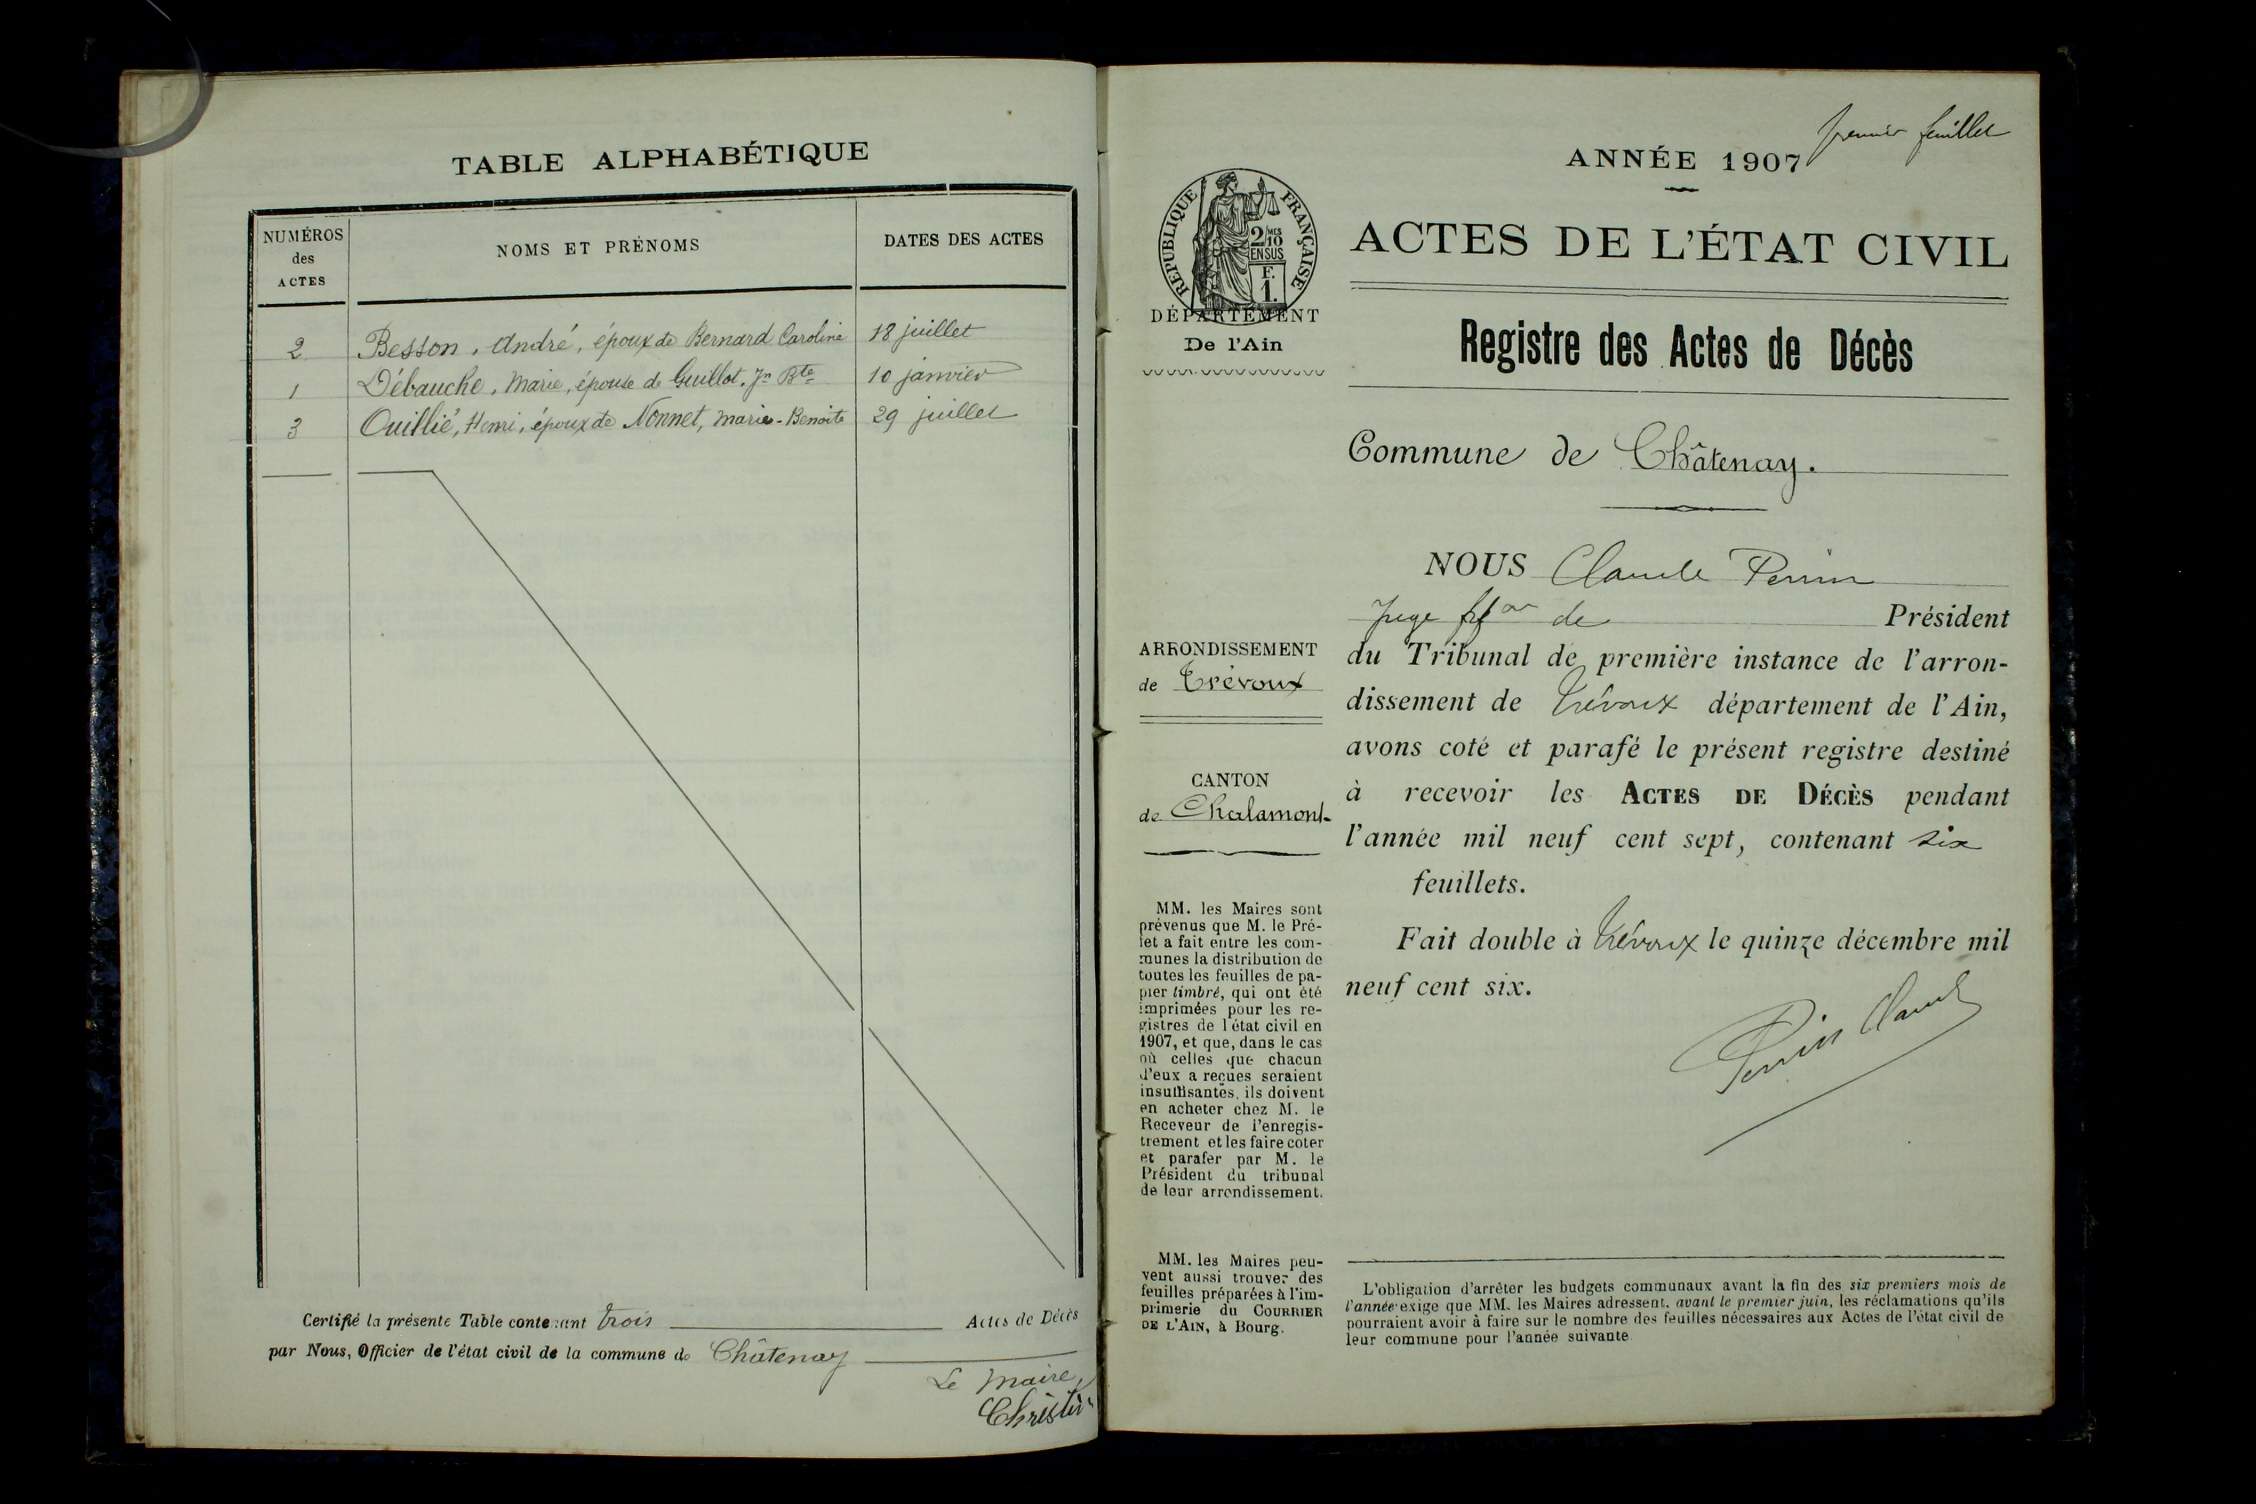 TABLE ALPHABÉTIQUE
NUMÉROS
des
ACTES
NOMS ET PRÉNOMS
DATES DES ACTES
2 Besson, André, époux de Bernard Caroline 18 juillet
1 Débauche, Marie, épouse de Guillot, Jn Bte 10 janvier
3 Ouillié, Henri, époux de Nonnet, Marie-Benoite 29 juillet
Certifié la présente Table contenant trois Actes de Décès
par Nous, Officier de l'état civil de la commune de Châtenay
Le Maire,
premier feuillet
ANNÉE 1907
RÉPUBLIQUE FRANÇAISE
2/MES
10
EN SUS
F.
1.
DÉPARTEMENT
De l'Ain
ACTES DE L'ÉTAT CIVIL
Registre des Actes de Décès
Commune de Châtenay.
NOUS Claude Perrin
Juge ffon de Président
du Tribunal de première instance de l'arron-
dissement de Trévoux département de l'Ain,
avons coté et parafé le présent registre destiné
à recevoir les ACTES DE DÉCÈS pendant
l'année mil neuf cent sept, contenant six
feuillets.
Fait double à Trévoux le quinze décembre mil
neuf cent six.
Perrin Claude
ARRONDISSEMENT
de Trévoux
CANTON
de Chalamont
MM. les Maires sont
prévenus que M. le Pré-
fet a fait entre les com-
munes la distribution de
toutes les feuilles de pa-
pier timbré, qui ont été
imprimées pour les re-
gistres de l'état civil en
1907, et que, dans le cas
où celles que chacun
d'eux a reçues seraient
insuffisantes, ils doivent
en acheter chez M. le
Receveur de l'enregis-
trement et les faire coter
et parafer par M. le
Président du tribunal
de leur arrondissement.
MM. les Maires peu-
vent aussi trouver des
feuilles préparées à l'im-
primerie du COURRIER
DE L'AIN, à Bourg.
L'obligation d'arrêter les budgets communaux avant la fin des six premiers mois de
l'année exige que MM. les Maires adressent, avant le premier juin, les réclamations qu'ils
pourraient avoir à faire sur le nombre des feuilles nécessaires aux Actes de l'état civil de
leur commune pour l'année suivante.